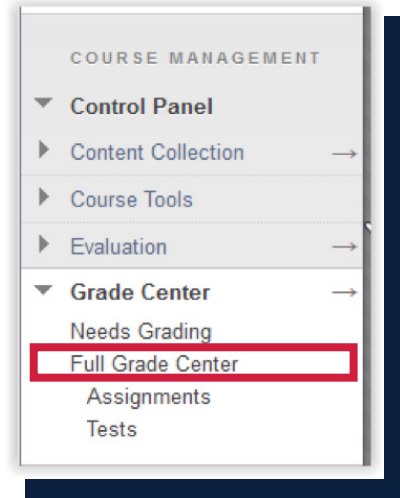 COURSE MANAGEMENT
Control Panel
Content Collection →
Course Tools
Evaluation →
Grade Center →
Needs Grading
Full Grade Center
Assignments
Tests